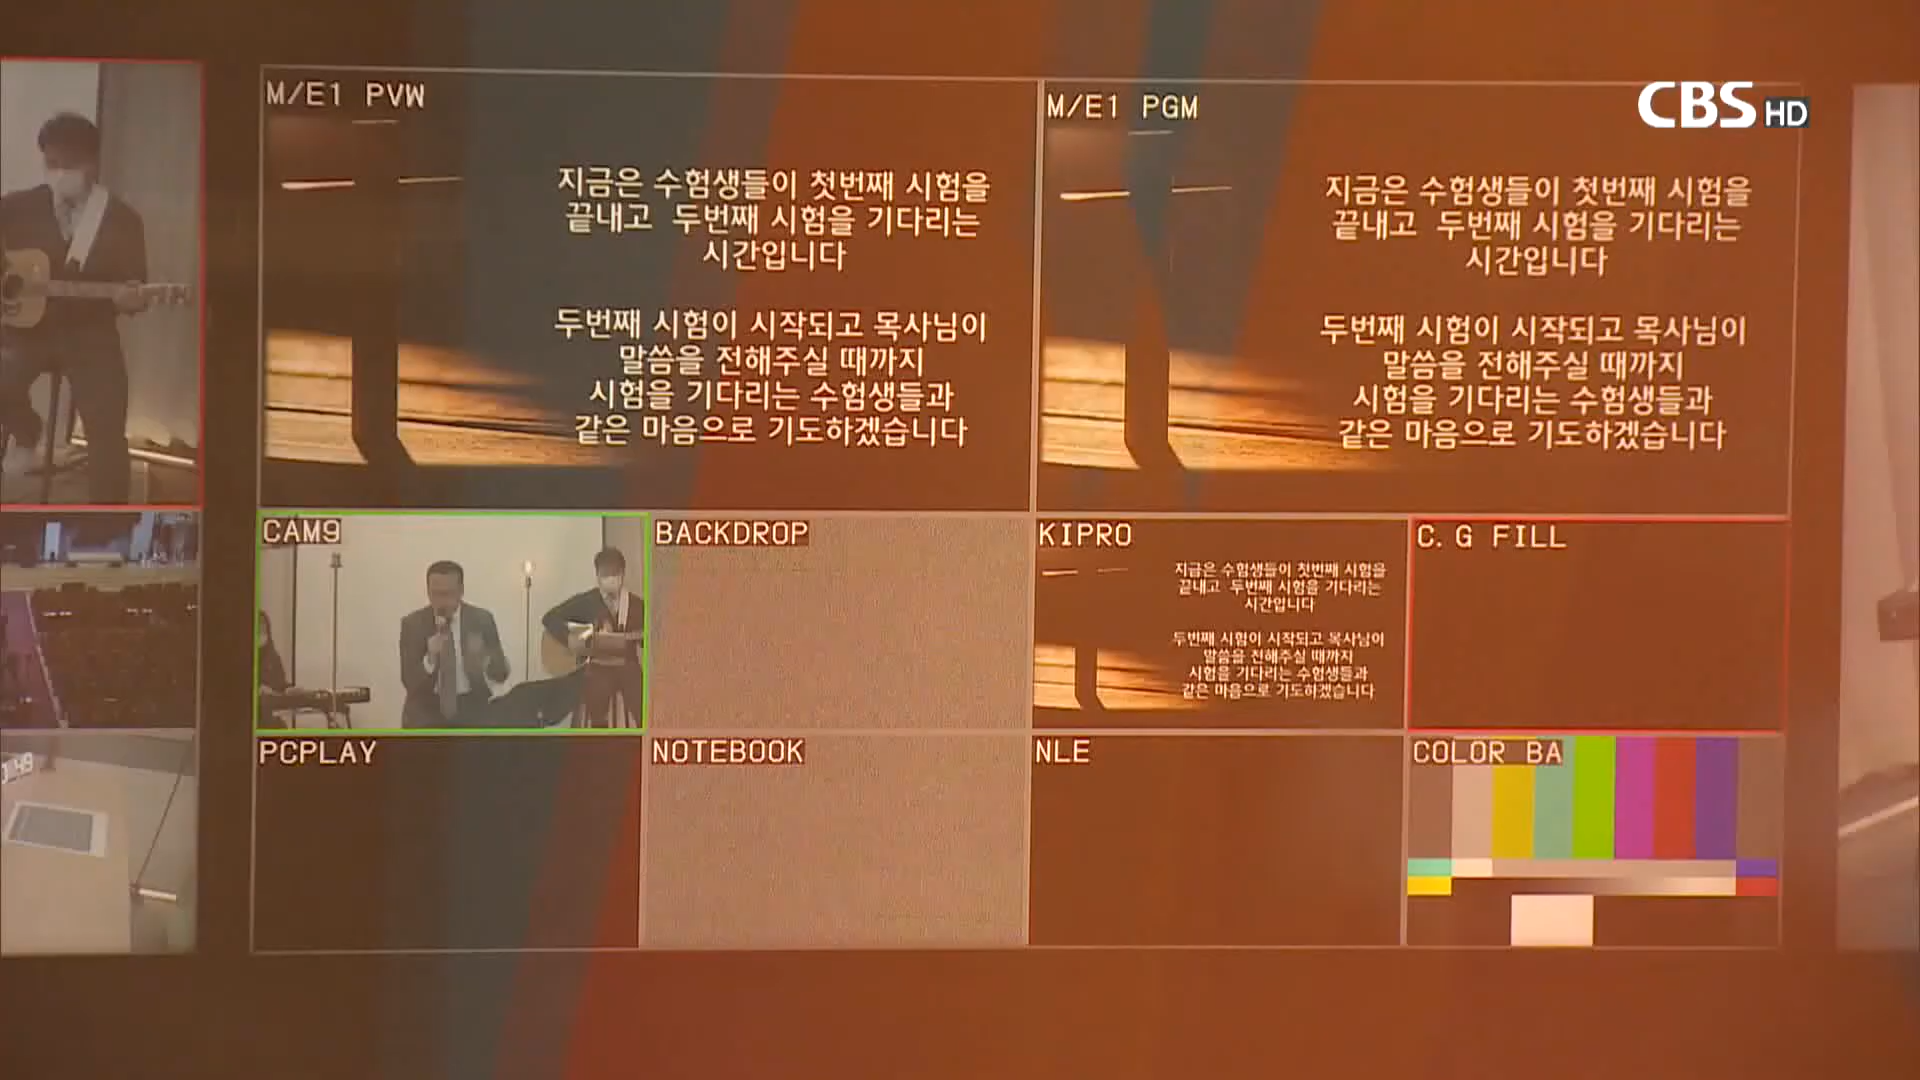 M/E1 PVW
지금은 수험생들이 첫번째 시험을
끝내고 두번째 시험을 기다리는
시간입니다
두번째 시험이 시작되고 목사님이
말씀을 전해주실 때까지
시험을 기다리는 수험생들과
같은 마음으로 기도하겠습니다
M/E1 PGM
CBS HD
지금은 수험생들이 첫번째 시험을
끝내고 두번째 시험을 기다리는
시간입니다
두번째 시험이 시작되고 목사님이
말씀을 전해주실 때까지
시험을 기다리는 수험생들과
같은 마음으로 기도하겠습니다
CAM9
BACKDROP
KIPRO
지금은 수험생들이 첫번째 시험을
끝내고 두번째 시험을 기다리는
시간입니다
두번째 시험이 시작되고 목사님이
말씀을 전해주실 때까지
시험을 기다리는 수험생들과
같은 마음으로 기도하겠습니다
C.G FILL
PCPLAY
NOTEBOOK
NLE
COLOR BA